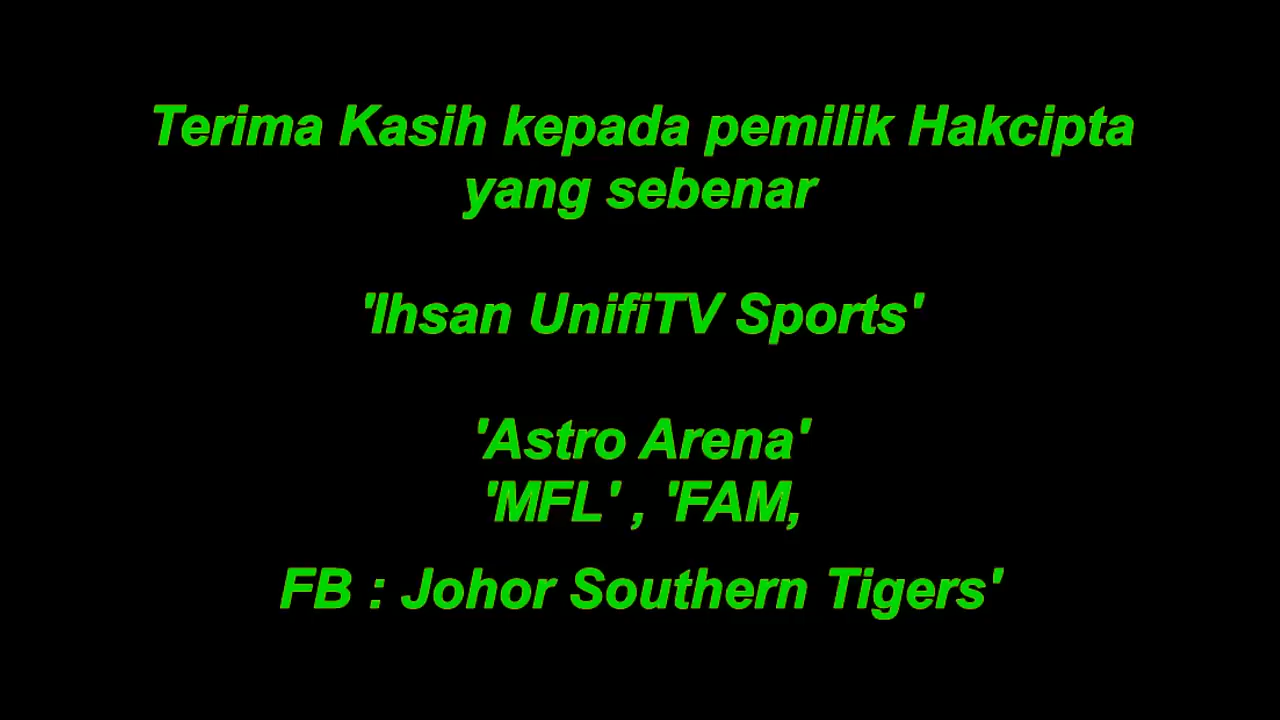 Terima Kasih kepada pemilik Hakcipta
yang sebenar
'Ihsan UnifiTV Sports'
'Astro Arena'
'MFL' , 'FAM,
FB : Johor Southern Tigers'